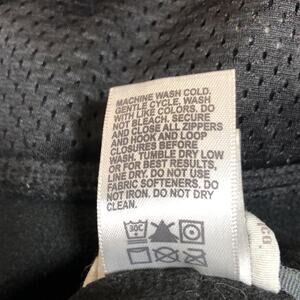 MACHINE WASH COLD.
GENTLE CYCLE, WASH
WITH LIKE COLORS. DO
NOT BLEACH. SECURE
AND CLOSE ALL ZIPPERS
AND HOOK AND LOOP
CLOSURES BEFORE
WASH. TUMBLE DRY LOW
OR FOR BEST RESULTS,
LINE DRY. DO NOT USE
FABRIC SOFTENERS. DO
NOT IRON. DO NOT DRY
CLEAN.
30C